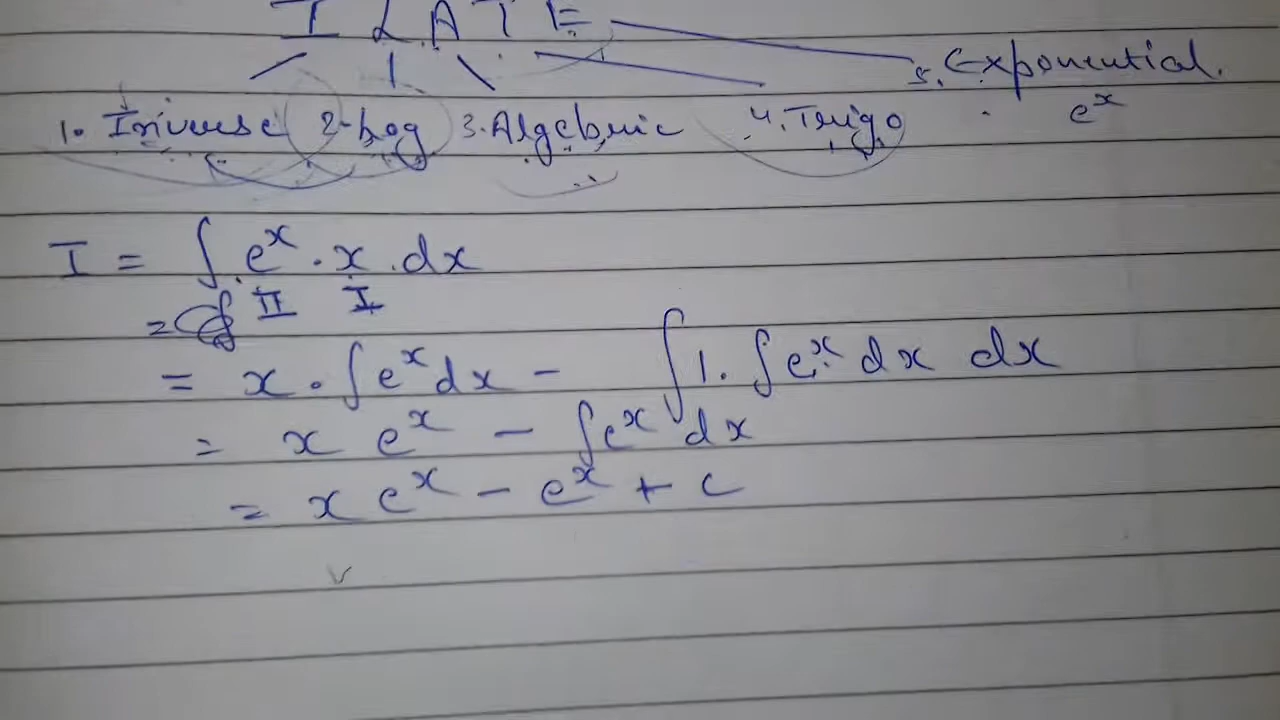 I L A T E
5. Exponential.
1. Inverse 2. Log 3. Algebric 4. Trigo e^x
I = ∫ e^x . x . dx
= II I
= x . ∫ e^x dx - ∫ 1 . ∫ e^x dx dx
= x e^x - ∫ e^x dx
= x e^x - e^x + c